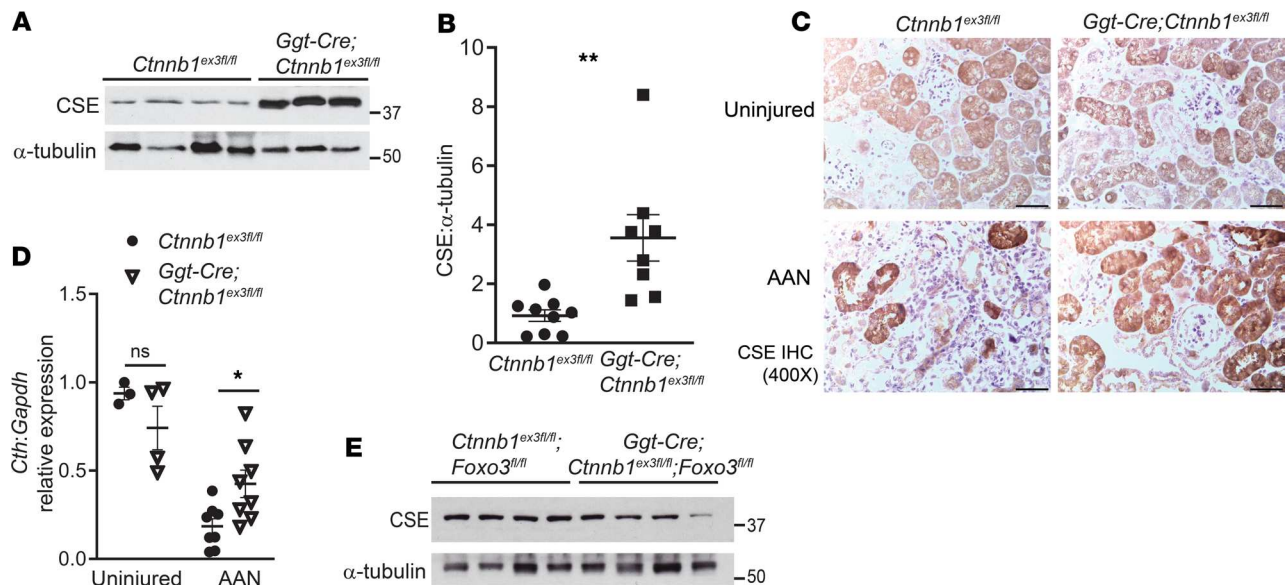 A
Ctnnb1ex3fl/fl
Ggt-Cre;
Ctnnb1ex3fl/fl
CSE
37
α-tubulin
50
B
**
CSE:α-tubulin
10
8
6
4
2
0
Ctnnb1ex3fl/fl
Ggt-Cre;
Ctnnb1ex3fl/fl
C
Ctnnb1ex3fl/fl
Ggt-Cre;Ctnnb1ex3fl/fl
Uninjured
AAN
CSE IHC
(400X)
D
Ctnnb1ex3fl/fl
Ggt-Cre;
Ctnnb1ex3fl/fl
Cth:Gapdh
relative expression
1.5
1.0
0.5
0.0
ns
*
Uninjured
AAN
E
Ctnnb1ex3fl/fl;
Foxo3fl/fl
Ggt-Cre;
Ctnnb1ex3fl/fl;Foxo3fl/fl
CSE
37
α-tubulin
50